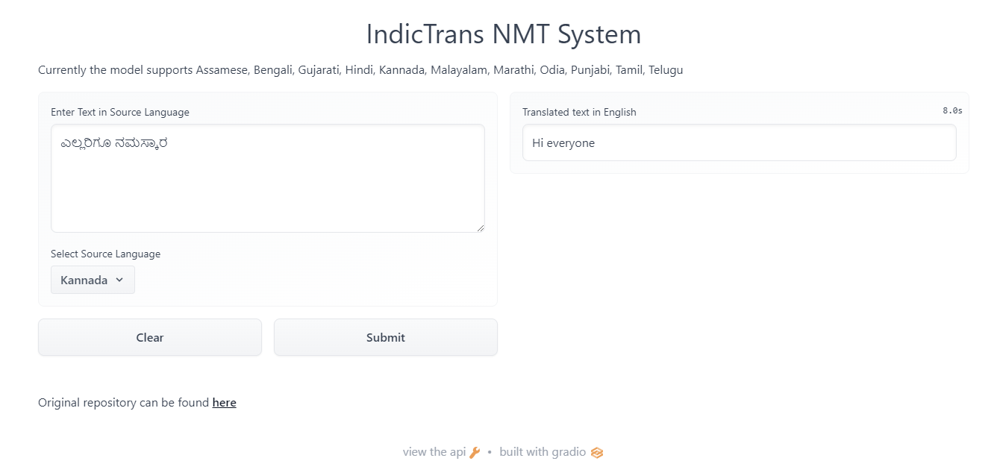 IndicTrans NMT System
Currently the model supports Assamese, Bengali, Gujarati, Hindi, Kannada, Malayalam, Marathi, Odia, Punjabi, Tamil, Telugu
Enter Text in Source Language
ಎಲ್ಲರಿಗೂ ನಮಸ್ಕಾರ
Select Source Language
Kannada
Clear
Submit
Translated text in English
8.0s
Hi everyone
Original repository can be found here
view the api • built with gradio